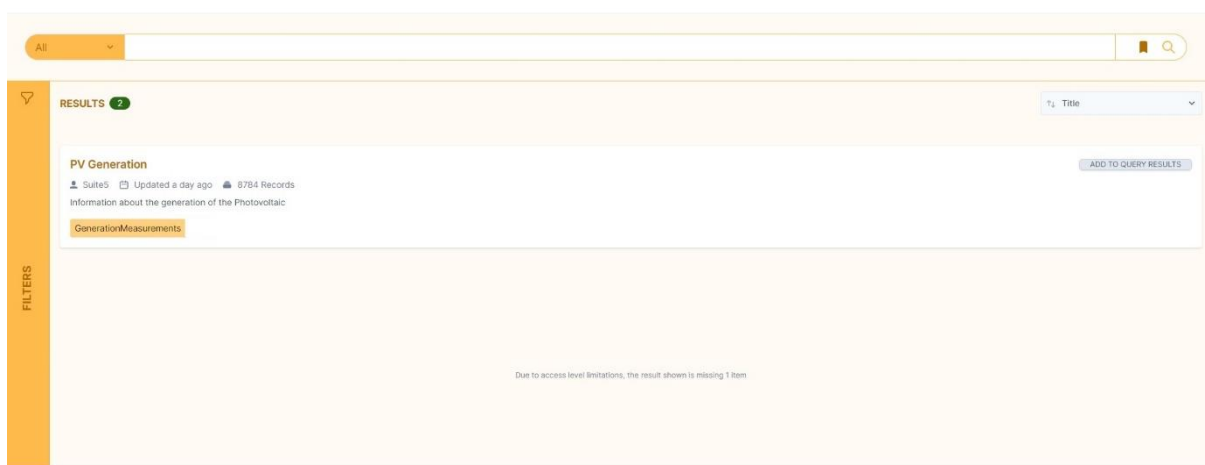 All
RESULTS 2
Title
PV Generation
ADD TO QUERY RESULTS
Suite5 Updated a day ago 8784 Records
Information about the generation of the Photovoltaic
GenerationMeasurements
FILTERS
Due to access level limitations, the result shown is missing 1 item